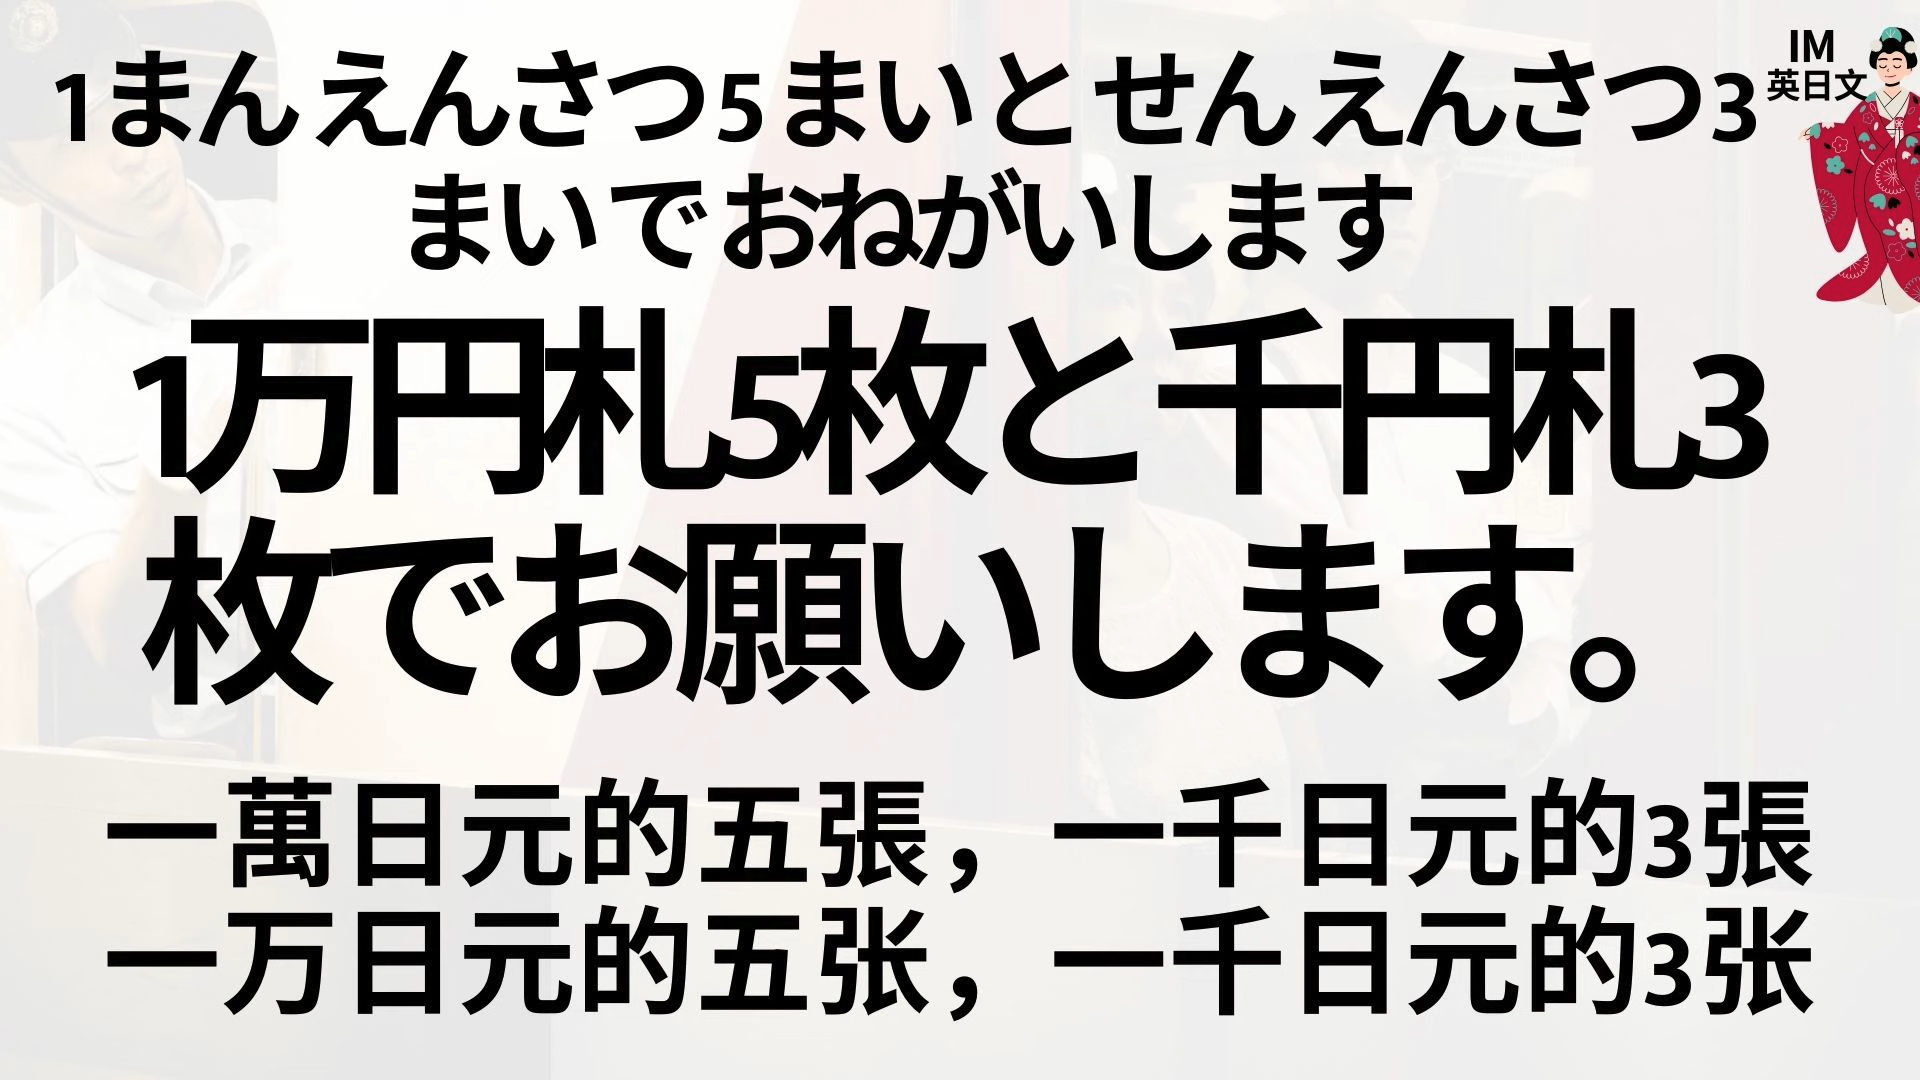 IM
英日文
1まん えんさつ5まい と せん えんさつ3
まい で おねがいします
1万円札5枚と千円札3
枚でお願いします。
一萬日元的五張，一千日元的3張
一万日元的五张，一千日元的3张